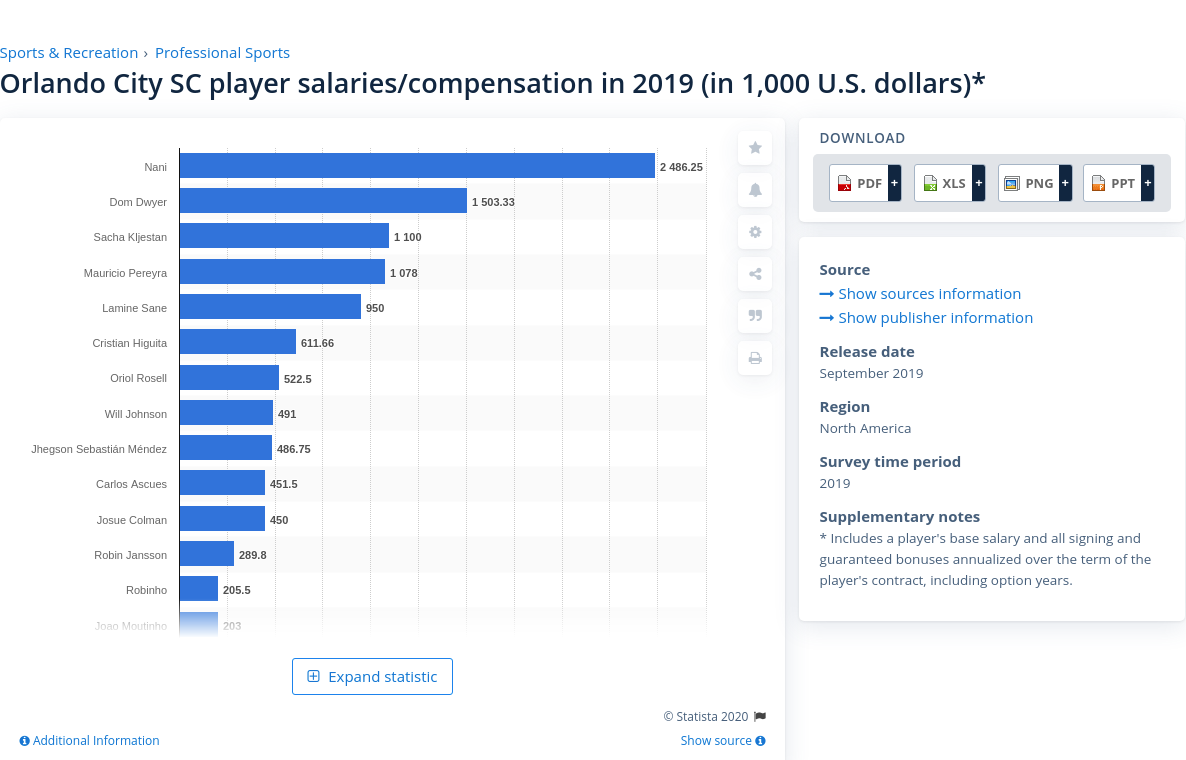 Sports & Recreation › Professional Sports
Orlando City SC player salaries/compensation in 2019 (in 1,000 U.S. dollars)*
Nani 2 486.25
Dom Dwyer 1 503.33
Sacha Kljestan 1 100
Mauricio Pereyra 1 078
Lamine Sane 950
Cristian Higuita 611.66
Oriol Rosell 522.5
Will Johnson 491
Jhegson Sebastián Méndez 486.75
Carlos Ascues 451.5
Josue Colman 450
Robin Jansson 289.8
Robinho 205.5
Joao Moutinho 203
Expand statistic
© Statista 2020
Additional Information
Show source
DOWNLOAD
PDF + XLS + PNG + PPT +
Source
Show sources information
Show publisher information
Release date
September 2019
Region
North America
Survey time period
2019
Supplementary notes
* Includes a player's base salary and all signing and
guaranteed bonuses annualized over the term of the
player's contract, including option years.